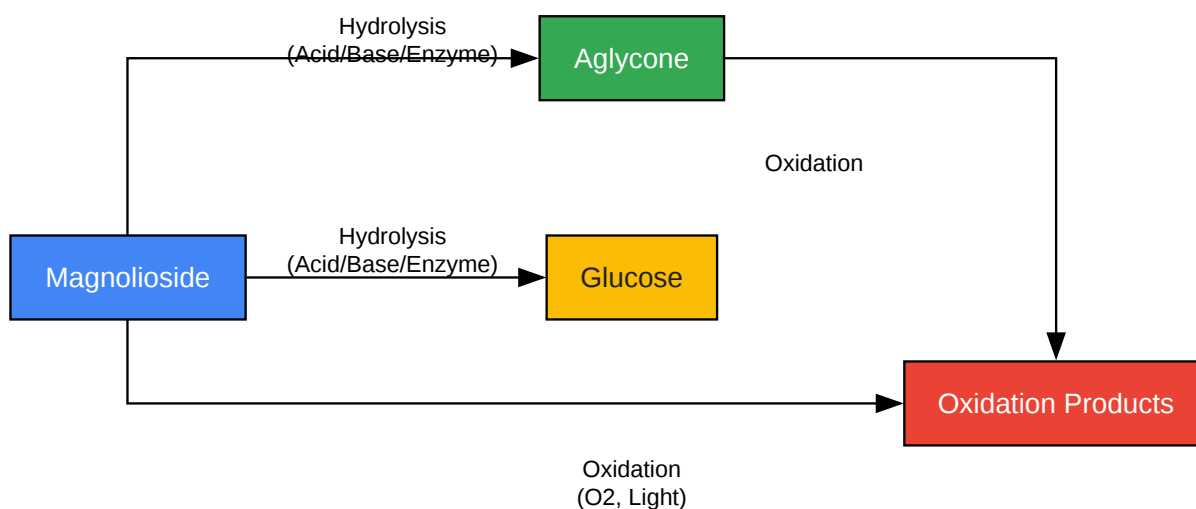 Hydrolysis
(Acid/Base/Enzyme)
Aglycone
Oxidation
Hydrolysis
(Acid/Base/Enzyme)
Magnolioside
Glucose
Oxidation Products
Oxidation
(O2, Light)